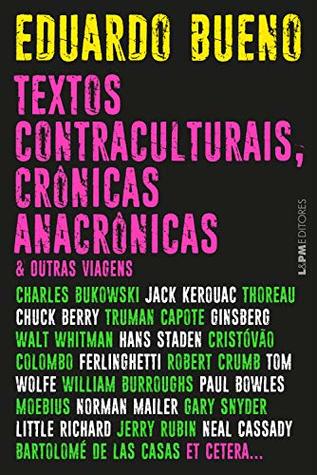 EDUARDO BUENO
TEXTOS
CONTRACULTURAIS,
CRÔNICAS
ANACRÔNICAS
& OUTRAS VIAGENS
CHARLES BUKOWSKI JACK KEROUAC THOREAU
CHUCK BERRY TRUMAN CAPOTE GINSBERG
WALT WHITMAN HANS STADEN CRISTÓVÃO
COLOMBO FERLINGHETTI ROBERT CRUMB TOM
WOLFE WILLIAM BURROUGHS PAUL BOWLES
MOEBIUS NORMAN MAILER GARY SNYDER
LITTLE RICHARD JERRY RUBIN NEAL CASSADY
BARTOLOMÉ DE LAS CASAS ET CETERA...
L&PM EDITORES